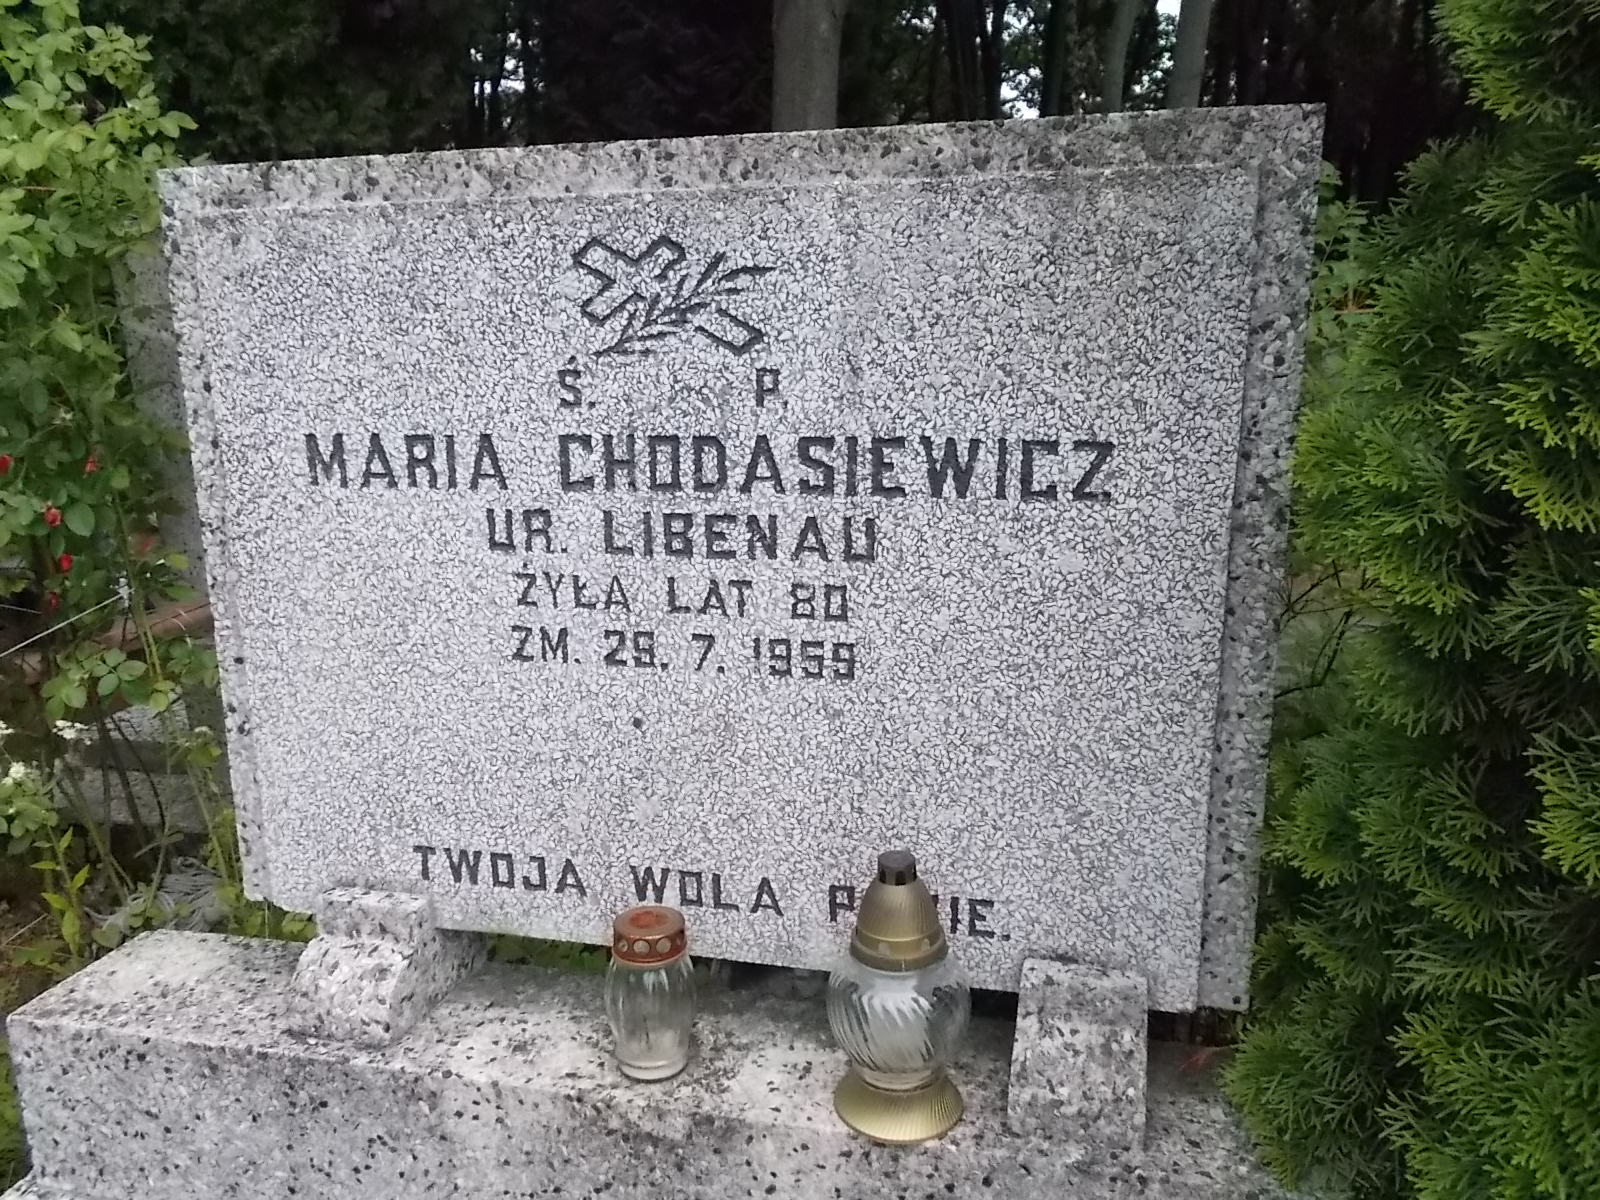 Ś. P.
MARIA CHODASIEWICZ
UR. LIBENAU
ŻYŁA LAT 80
ZM. 29. 7. 1959
TWOJA WOLA